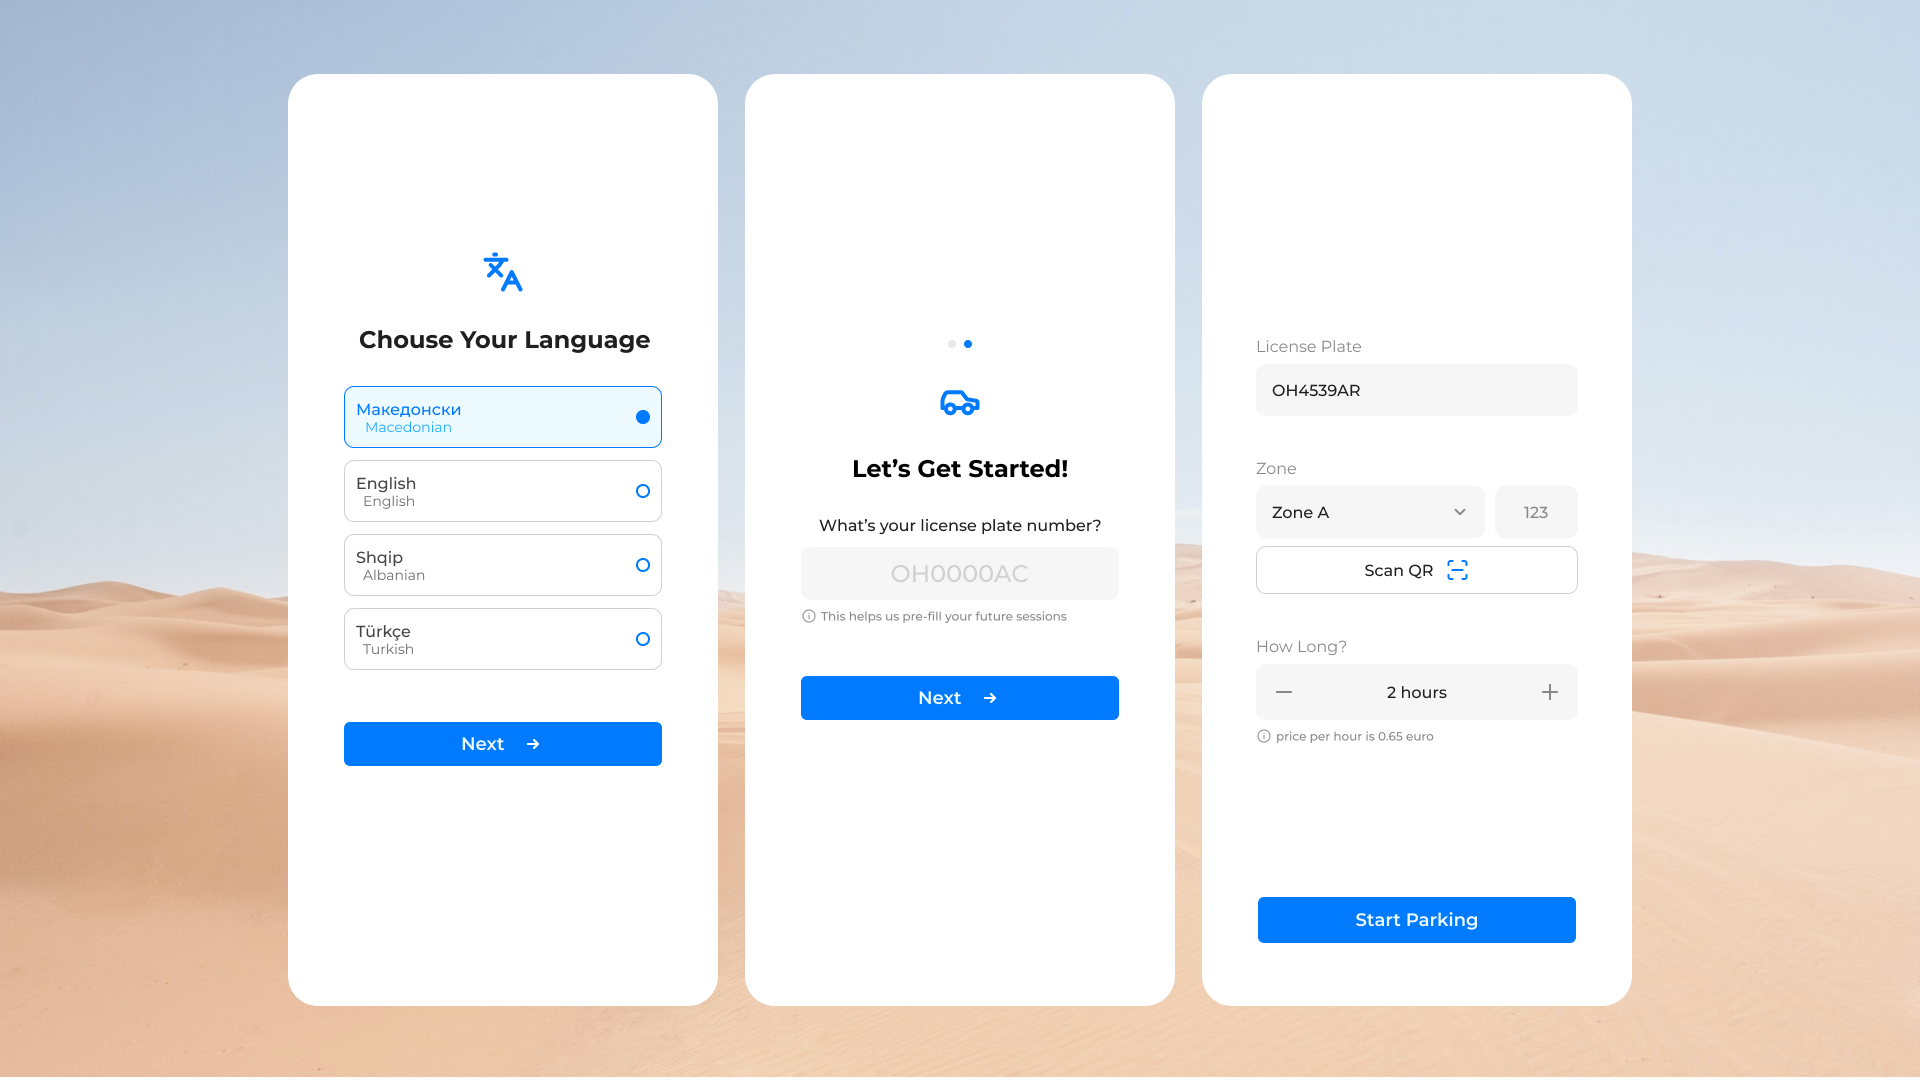 Chouse Your Language
Македонски
Macedonian
English
English
Shqip
Albanian
Türkçe
Turkish
Next
Let’s Get Started!
What’s your license plate number?
OH0000AC
This helps us pre-fill your future sessions
Next
License Plate
OH4539AR
Zone
Zone A
123
Scan QR
How Long?
2 hours
price per hour is 0.65 euro
Start Parking